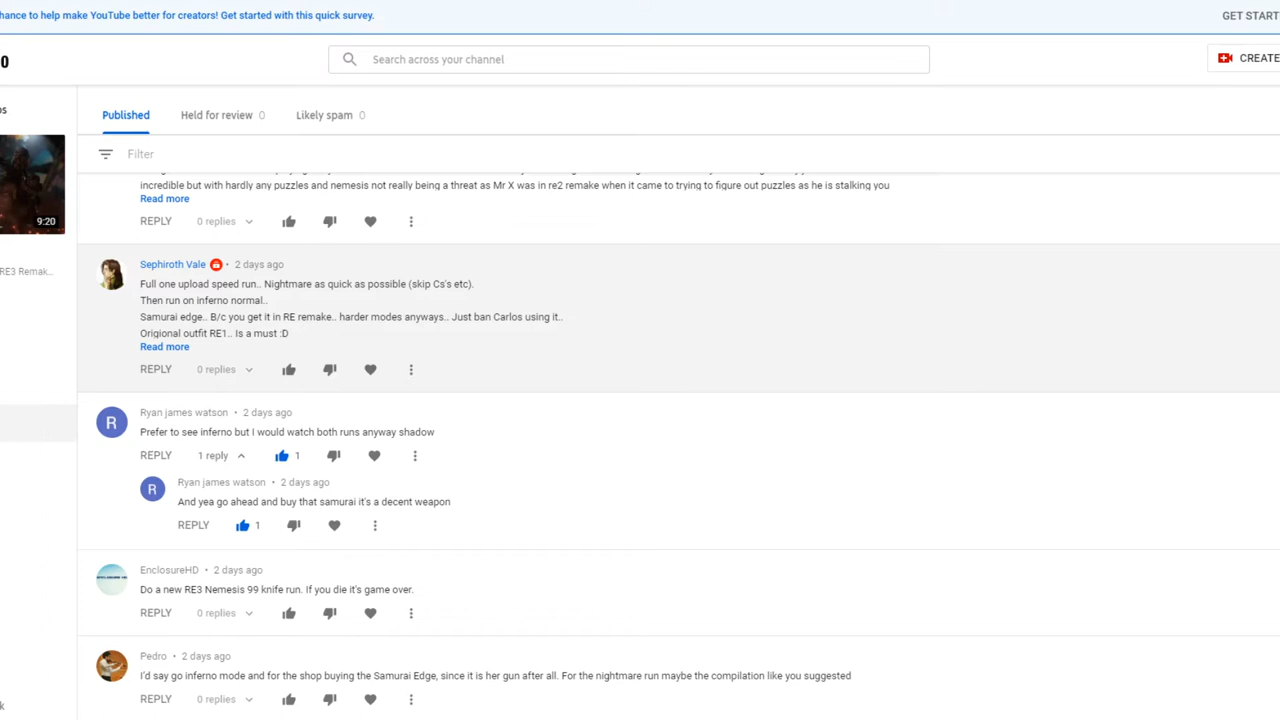 hance to help make YouTube better for creators! Get started with this quick survey.
GET START
0
Search across your channel
CREATE
os
Published
Held for review 0
Likely spam 0
Filter
9:20
RE3 Remak...
incredible but with hardly any puzzles and nemesis not really being a threat as Mr X was in re2 remake when it came to trying to figure out puzzles as he is stalking you
Read more
REPLY 0 replies
Sephiroth Vale • 2 days ago
Full one upload speed run.. Nightmare as quick as possible (skip Cs's etc).
Then run on inferno normal..
Samurai edge.. B/c you get it in RE remake.. harder modes anyways.. Just ban Carlos using it..
Origional outfit RE1.. Is a must :D
Read more
REPLY 0 replies
R
Ryan james watson • 2 days ago
Prefer to see inferno but I would watch both runs anyway shadow
REPLY 1 reply 1
R
Ryan james watson • 2 days ago
And yea go ahead and buy that samurai it's a decent weapon
REPLY 1
EnclosureHD • 2 days ago
Do a new RE3 Nemesis 99 knife run. If you die it's game over.
REPLY 0 replies
Pedro • 2 days ago
I'd say go inferno mode and for the shop buying the Samurai Edge, since it is her gun after all. For the nightmare run maybe the compilation like you suggested
REPLY 0 replies
k